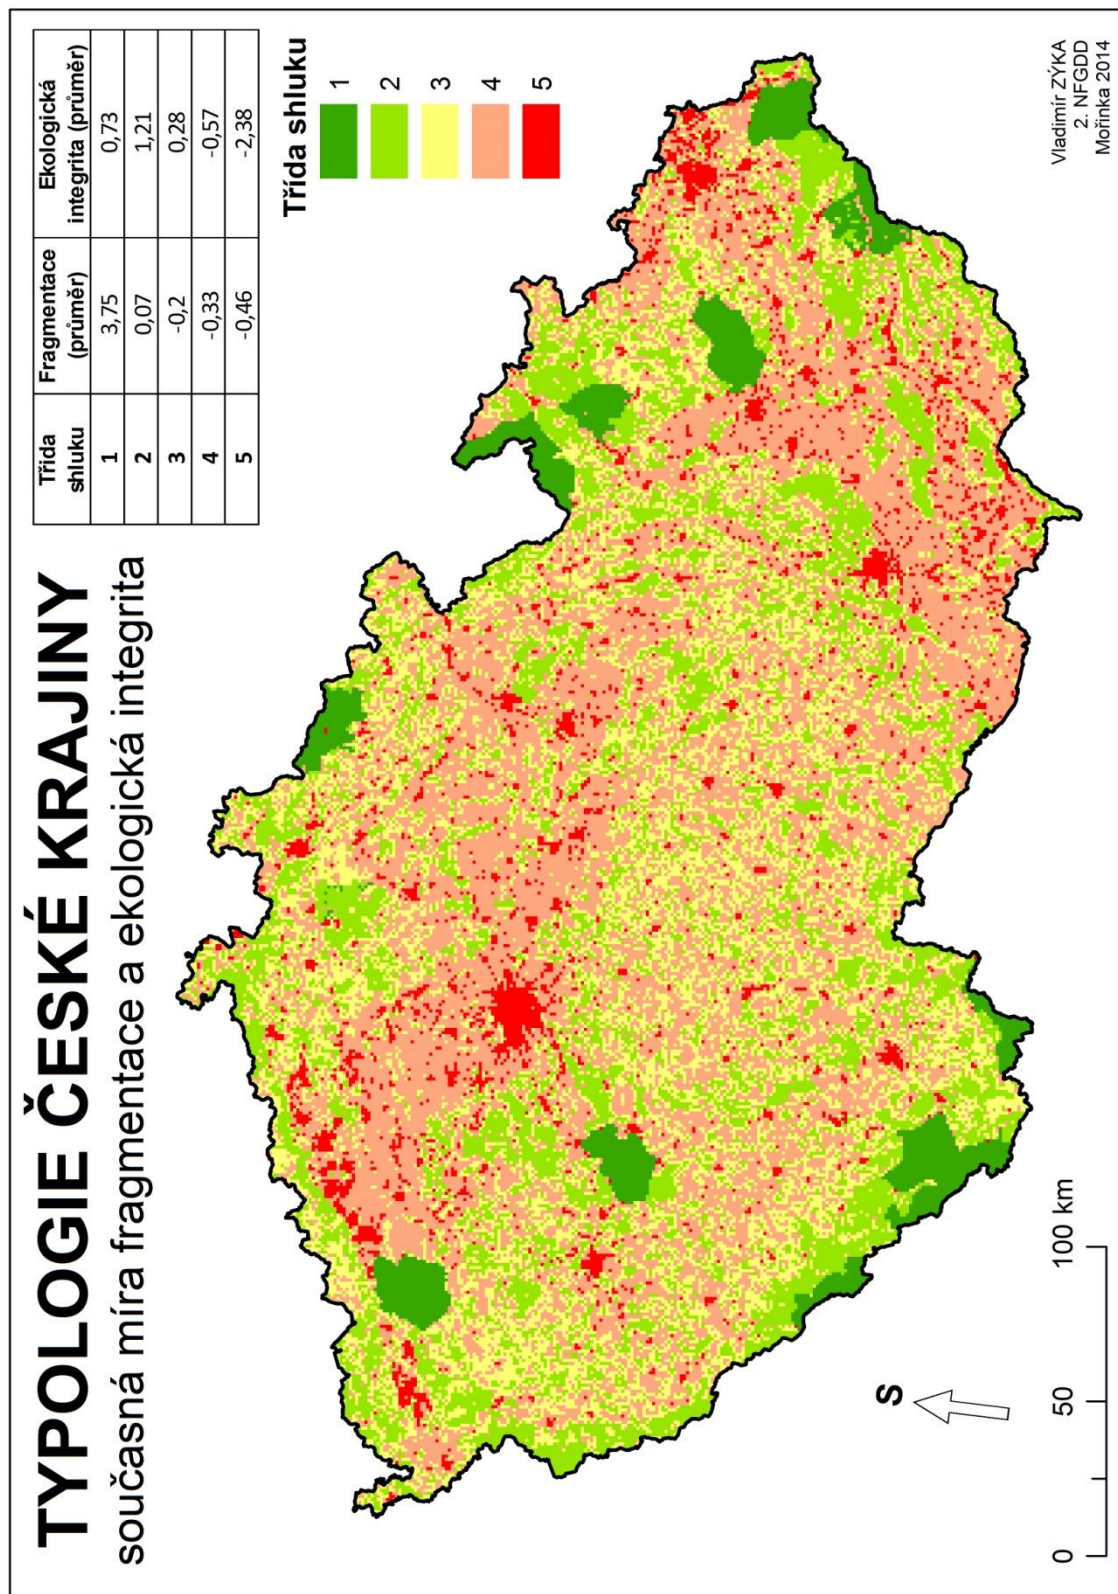 TYPOLOGIE ČESKÉ KRAJINY
současná míra fragmentace a ekologická integrita
Třída shluku Fragmentace (průměr) Ekologická integrita (průměr)
1 3,75 0,73
2 0,07 1,21
3 -0,2 0,28
4 -0,33 -0,57
5 -0,46 -2,38
Třída shluku
1
2
3
4
5
S
0 50 100 km
Vladimír ZÝKA
2. NFGDD
Mořinka 2014